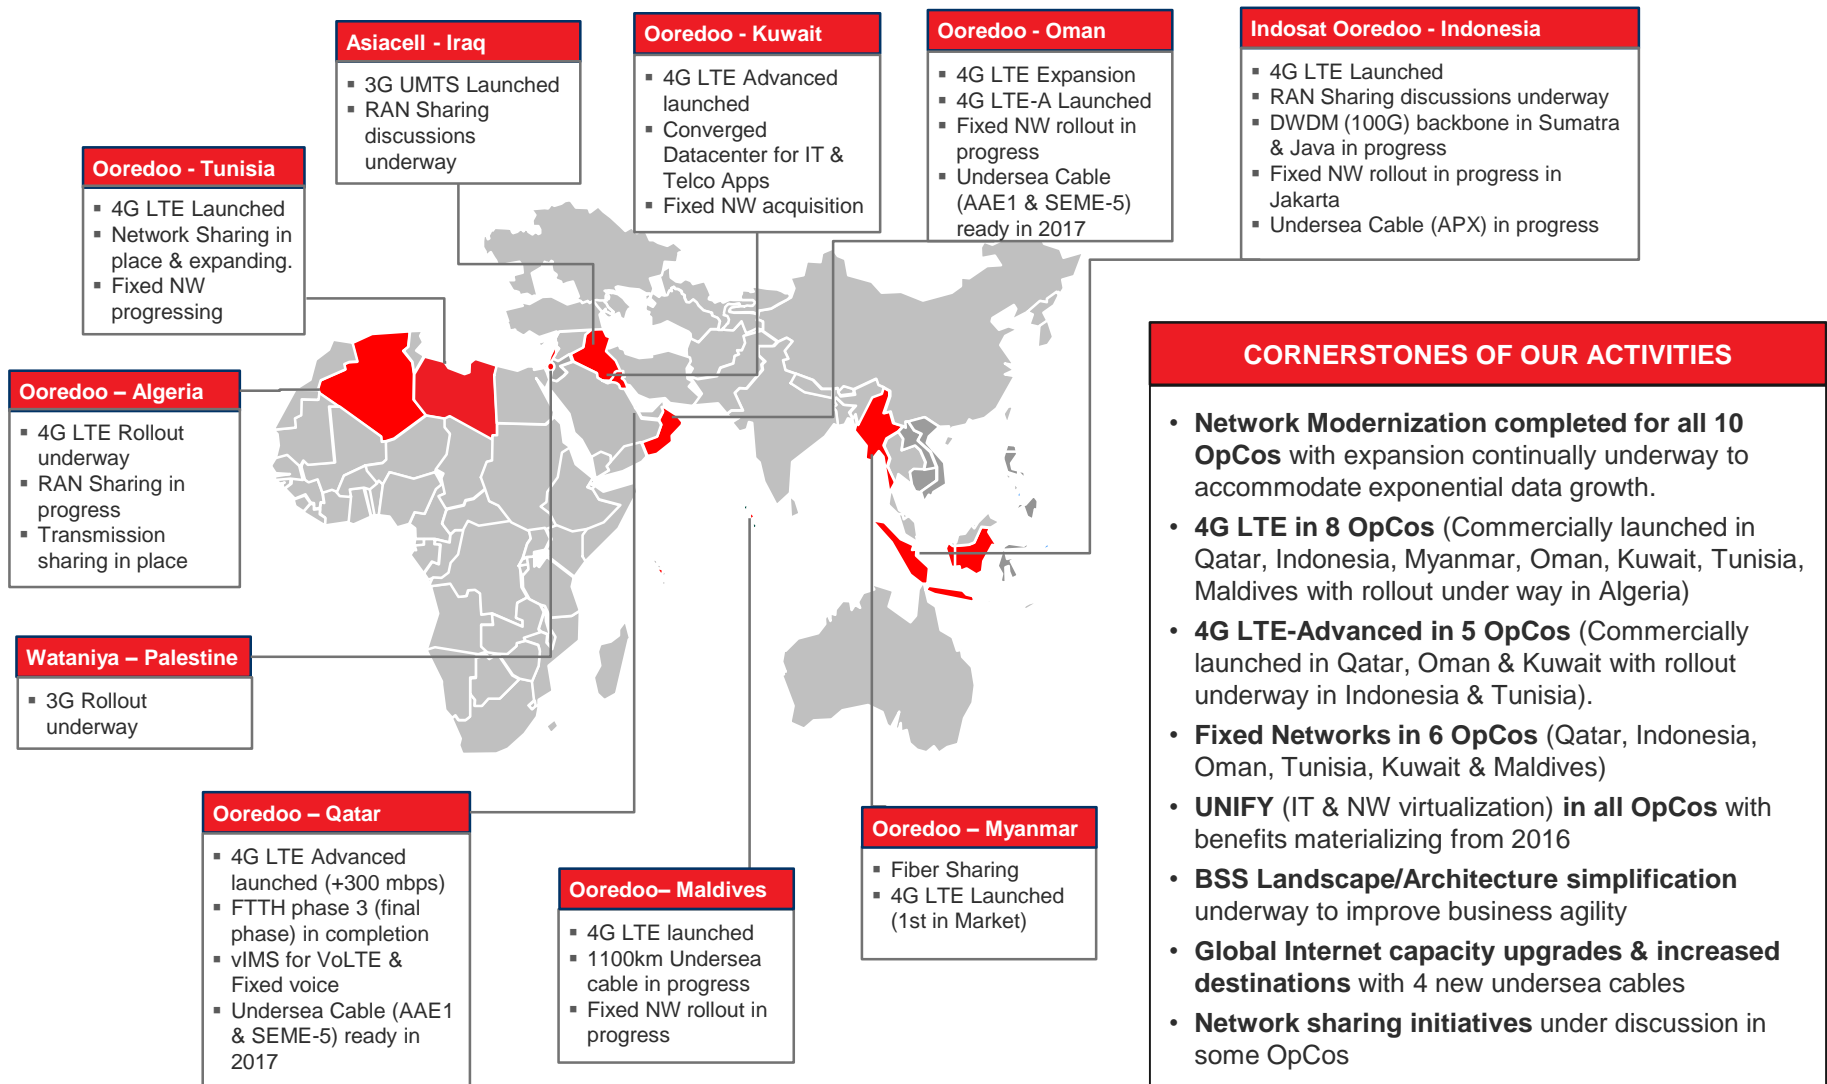 Asiacell - Iraq
3G UMTS Launched
RAN Sharing
discussions
underway
Ooredoo - Kuwait
4G LTE Advanced
launched
Converged
Datacenter for IT &
Telco Apps
Fixed NW acquisition
Ooredoo - Oman
4G LTE Expansion
4G LTE-A Launched
Fixed NW rollout in
progress
Undersea Cable
(AAE1 & SEME-5)
ready in 2017
Indosat Ooredoo - Indonesia
4G LTE Launched
RAN Sharing discussions underway
DWDM (100G) backbone in Sumatra
& Java in progress
Fixed NW rollout in progress in
Jakarta
Undersea Cable (APX) in progress
Ooredoo - Tunisia
4G LTE Launched
Network Sharing in
place & expanding.
Fixed NW
progressing
Ooredoo – Algeria
4G LTE Rollout
underway
RAN Sharing in
progress
Transmission
sharing in place
Wataniya – Palestine
3G Rollout
underway
Ooredoo – Qatar
4G LTE Advanced
launched (+300 mbps)
FTTH phase 3 (final
phase) in completion
vIMS for VoLTE &
Fixed voice
Undersea Cable (AAE1
& SEME-5) ready in
2017
Ooredoo– Maldives
4G LTE launched
1100km Undersea
cable in progress
Fixed NW rollout in
progress
Ooredoo – Myanmar
Fiber Sharing
4G LTE Launched
(1st in Market)
CORNERSTONES OF OUR ACTIVITIES
• Network Modernization completed for all 10
OpCos with expansion continually underway to
accommodate exponential data growth.
• 4G LTE in 8 OpCos (Commercially launched in
Qatar, Indonesia, Myanmar, Oman, Kuwait, Tunisia,
Maldives with rollout under way in Algeria)
• 4G LTE-Advanced in 5 OpCos (Commercially
launched in Qatar, Oman & Kuwait with rollout
underway in Indonesia & Tunisia).
• Fixed Networks in 6 OpCos (Qatar, Indonesia,
Oman, Tunisia, Kuwait & Maldives)
• UNIFY (IT & NW virtualization) in all OpCos with
benefits materializing from 2016
• BSS Landscape/Architecture simplification
underway to improve business agility
• Global Internet capacity upgrades & increased
destinations with 4 new undersea cables
• Network sharing initiatives under discussion in
some OpCos